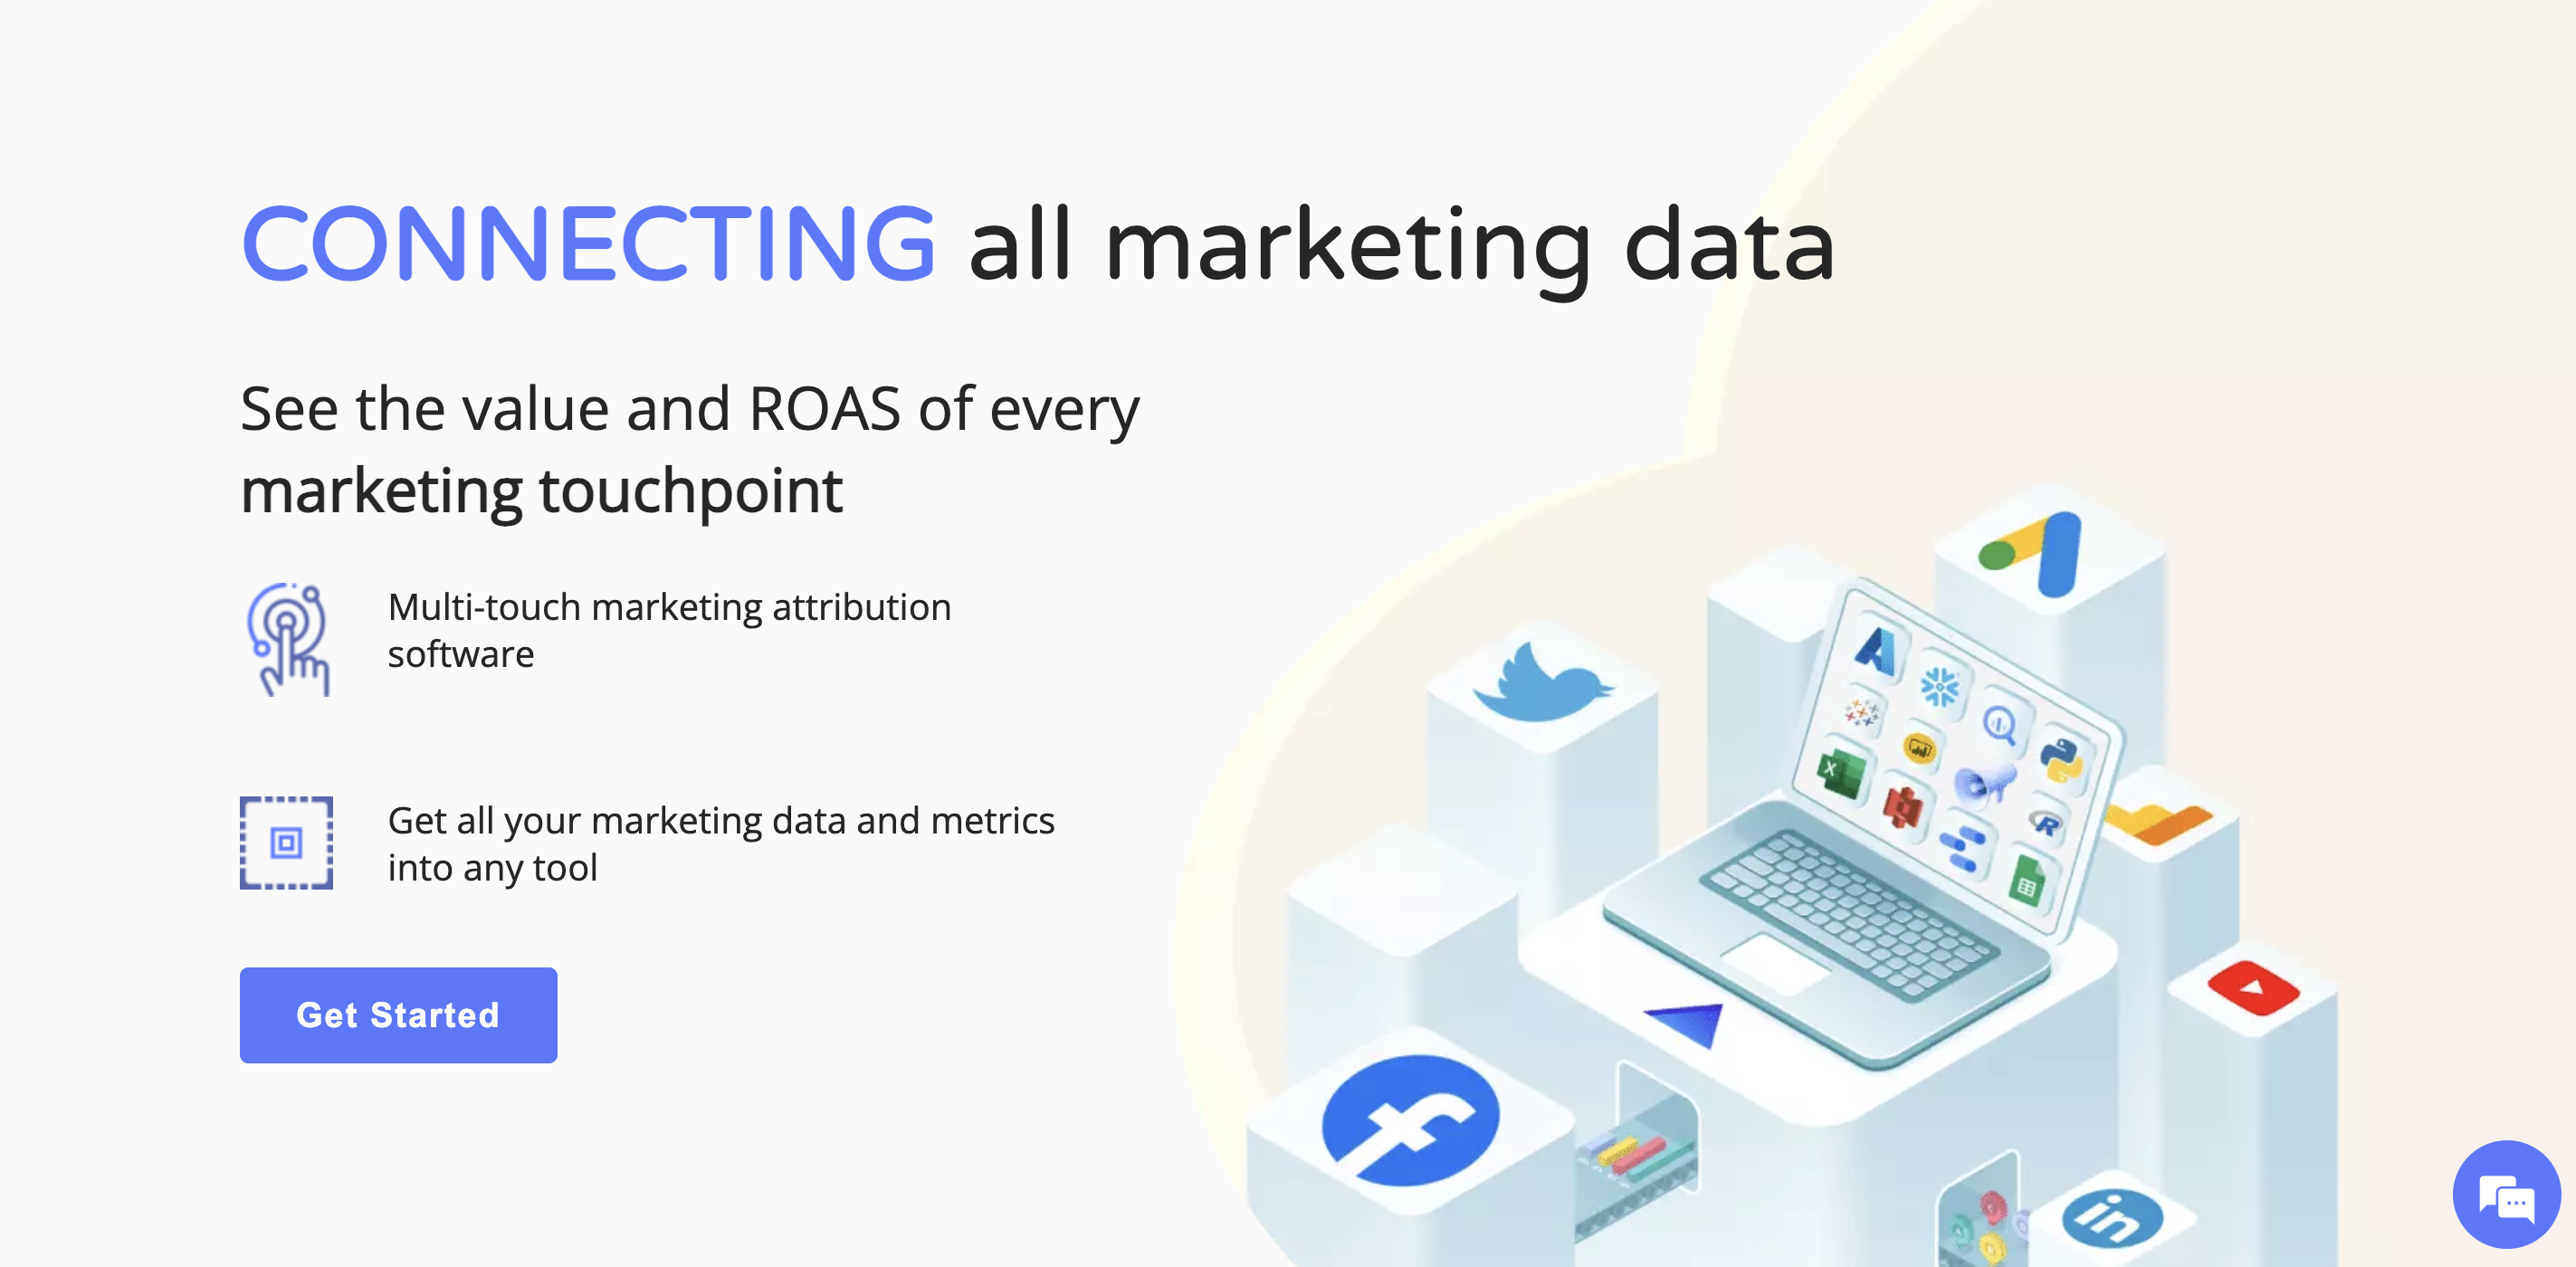 CONNECTING all marketing data
See the value and ROAS of every
marketing touchpoint
Multi-touch marketing attribution
software
Get all your marketing data and metrics
into any tool
Get Started
in